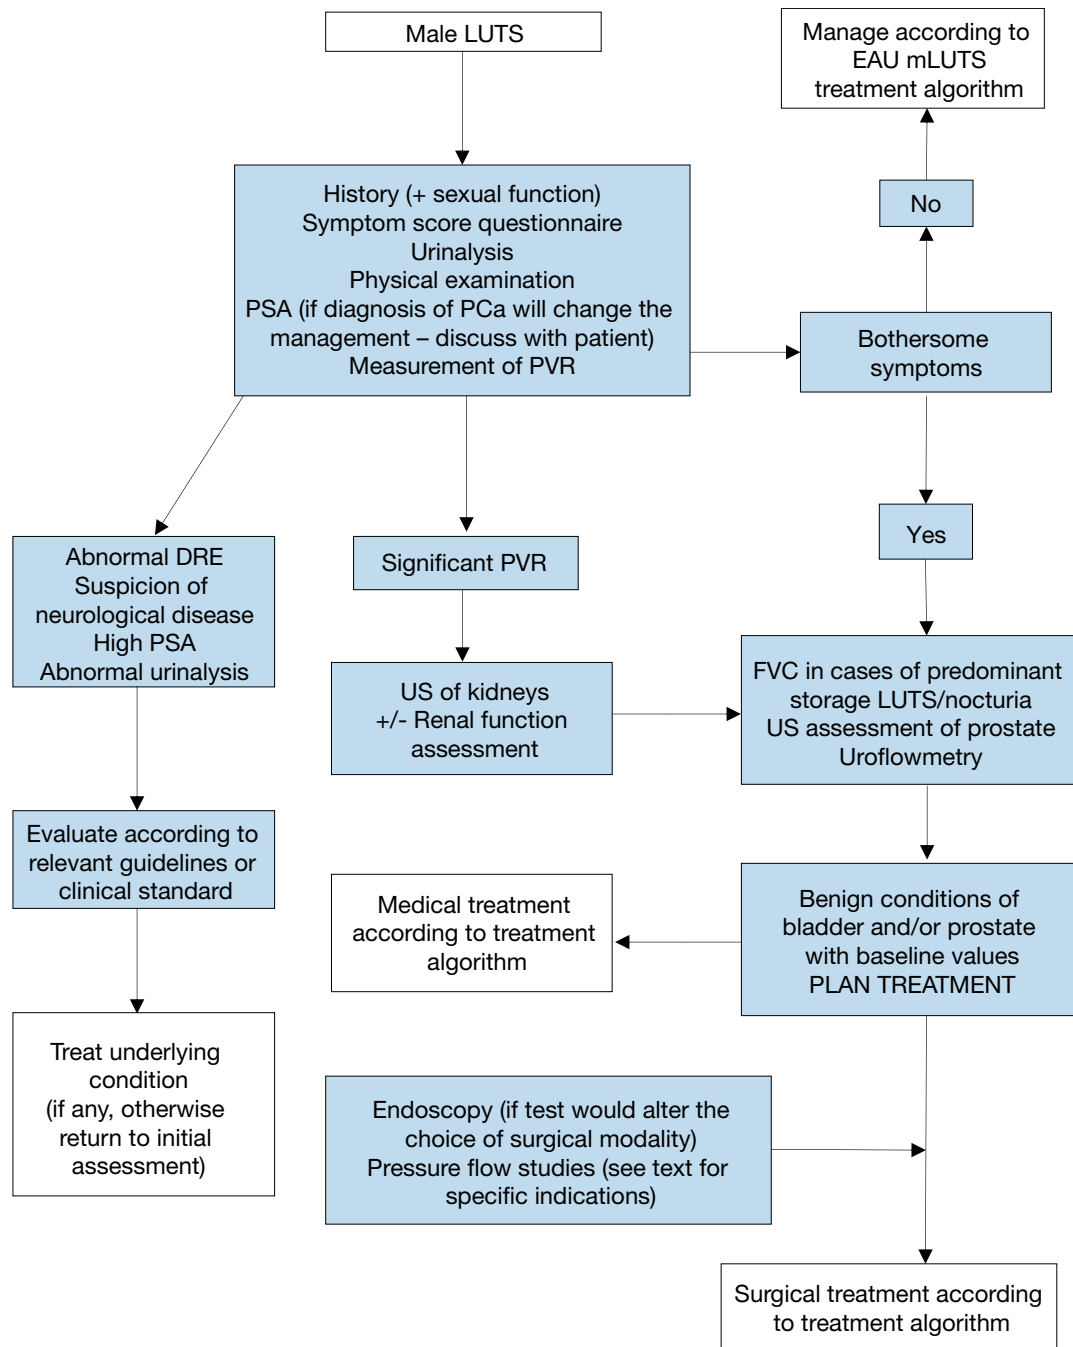 Male LUTS
Manage according to
EAU mLUTS
treatment algorithm
No
History (+ sexual function)
Symptom score questionnaire
Urinalysis
Physical examination
PSA (if diagnosis of PCa will change the
management – discuss with patient)
Measurement of PVR
Bothersome
symptoms
Yes
Abnormal DRE
Suspicion of
neurological disease
High PSA
Abnormal urinalysis
Significant PVR
US of kidneys
+/- Renal function
assessment
FVC in cases of predominant
storage LUTS/nocturia
US assessment of prostate
Uroflowmetry
Evaluate according to
relevant guidelines or
clinical standard
Medical treatment
according to treatment
algorithm
Benign conditions of
bladder and/or prostate
with baseline values
PLAN TREATMENT
Treat underlying
condition
(if any, otherwise
return to initial
assessment)
Endoscopy (if test would alter the
choice of surgical modality)
Pressure flow studies (see text for
specific indications)
Surgical treatment according
to treatment algorithm